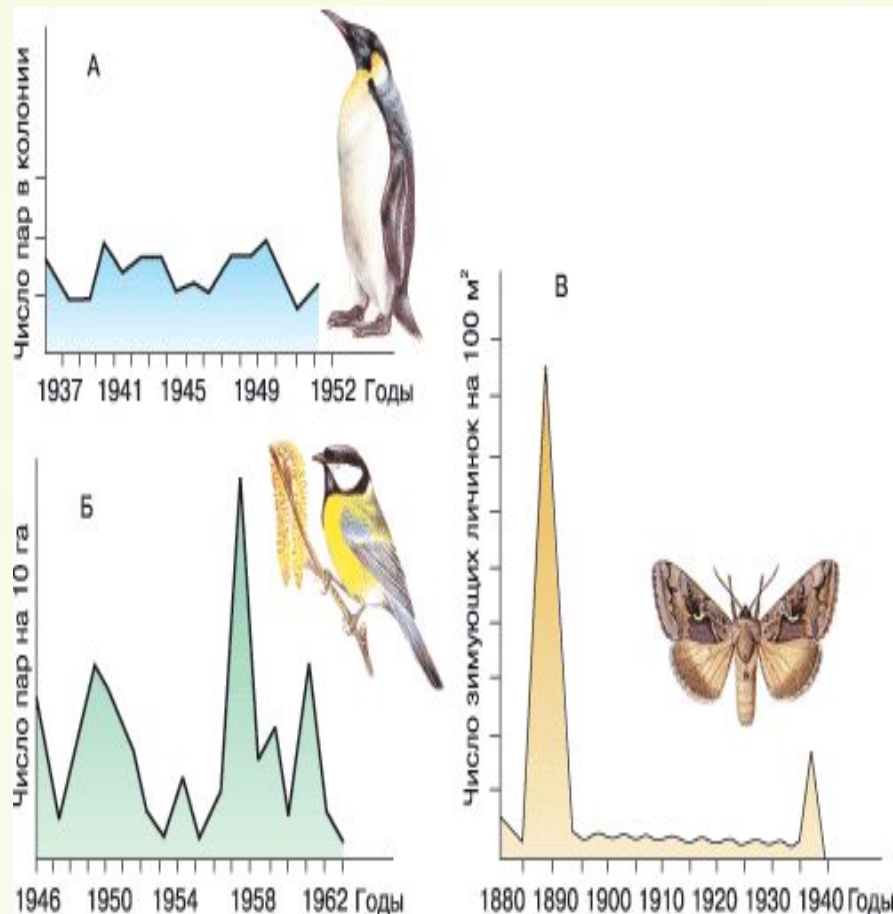 А
Число пар в колонии
1937 1941 1945 1949 1952 Годы
Б
Число пар на 10 га
1946 1950 1954 1958 1962 Годы
В
Число зимующих личинок на 100 м²
1880 1890 1900 1910 1920 1930 1940 Годы